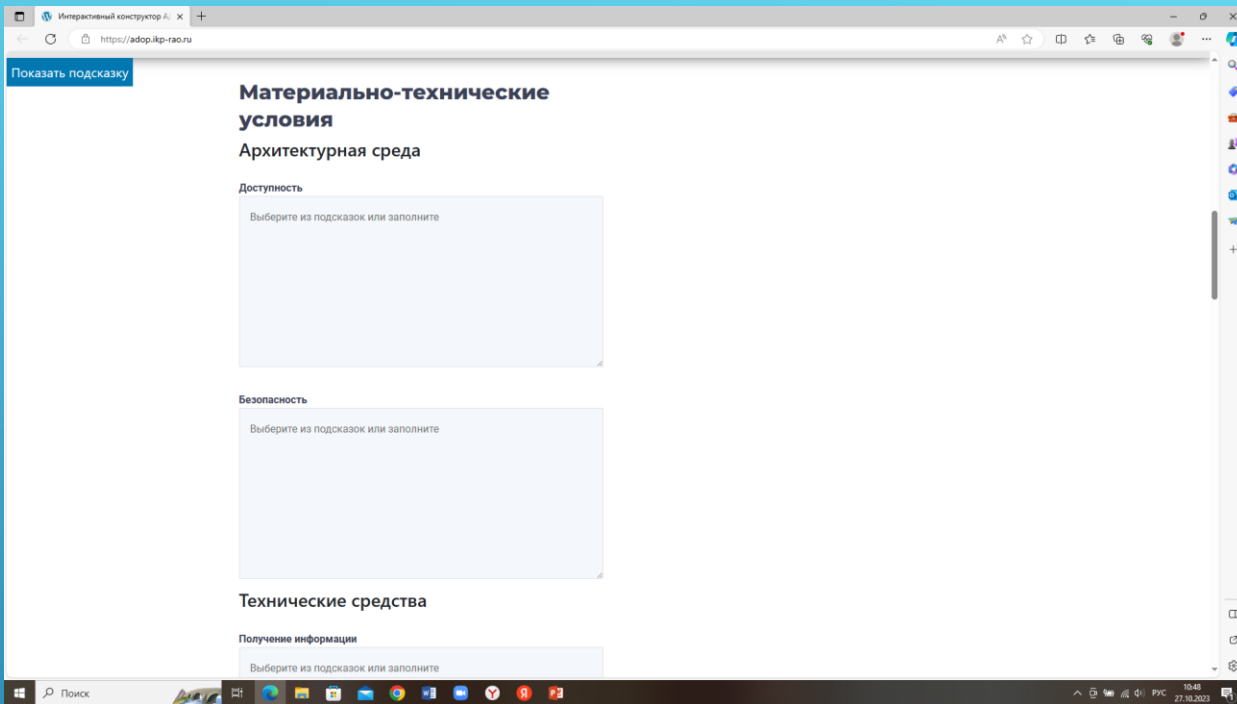 Интерактивный конструктор А
https://adop.ikp-rao.ru
Показать подсказку
Материально-технические
условия
Архитектурная среда
Доступность
Выберите из подсказок или заполните
Безопасность
Выберите из подсказок или заполните
Технические средства
Получение информации
Выберите из подсказок или заполните
Поиск
РУС
10:48
27.10.2023